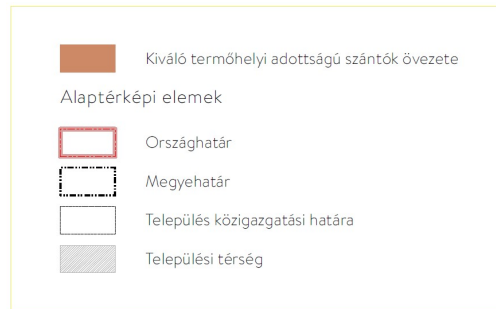 Kiváló termőhelyi adottságú szántók övezete
Alaptérképi elemek
Országhatár
Megyehatár
Település közigazgatási határa
Települési térség